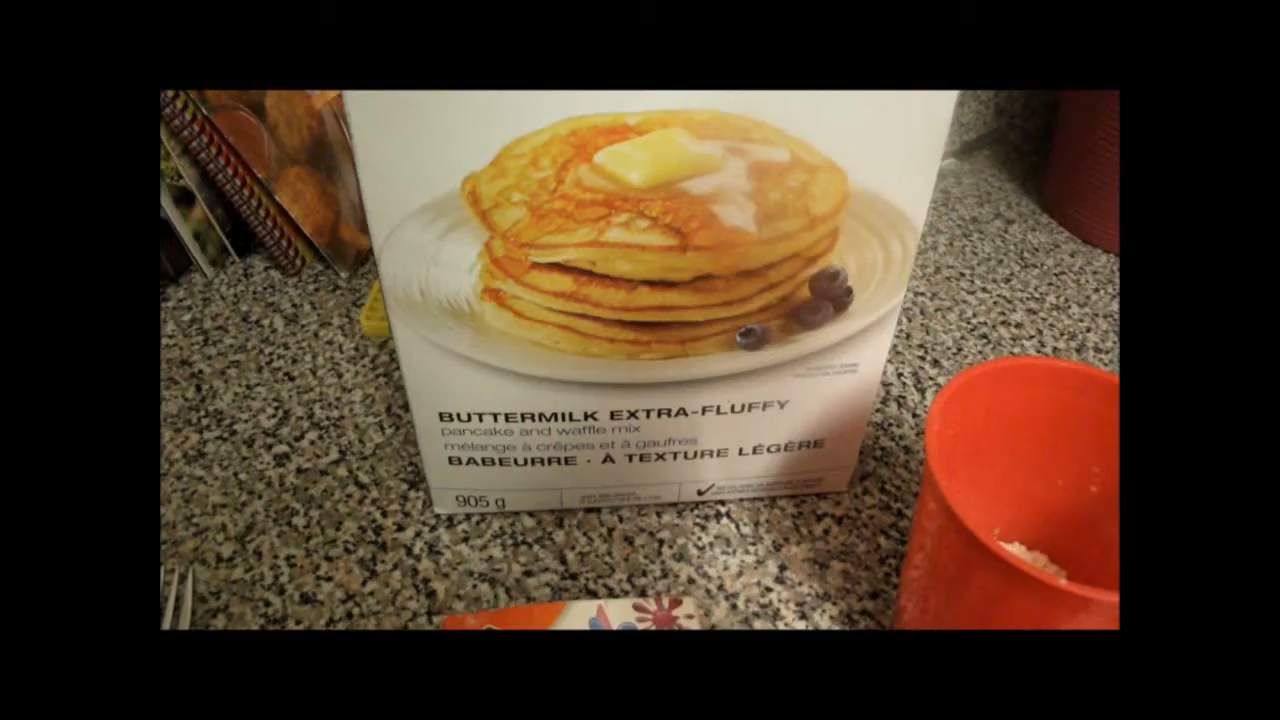 BUTTERMILK EXTRA-FLUFFY
pancake and waffle mix
mélange à crêpes et à gaufres
BABEURRE · À TEXTURE LÉGÈRE
905 g